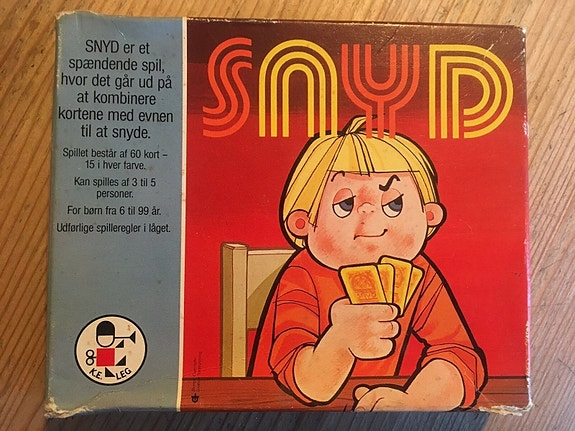 SNYD er et
spændende spil,
hvor det går ud på
at kombinere
kortene med evnen
til at snyde.
Spillet består af 60 kort –
15 i hver farve.
Kan spilles af 3 til 5
personer.
For børn fra 6 til 99 år.
Udførlige spilleregler i låget.
K.E. LEG
SNYD
SNYD